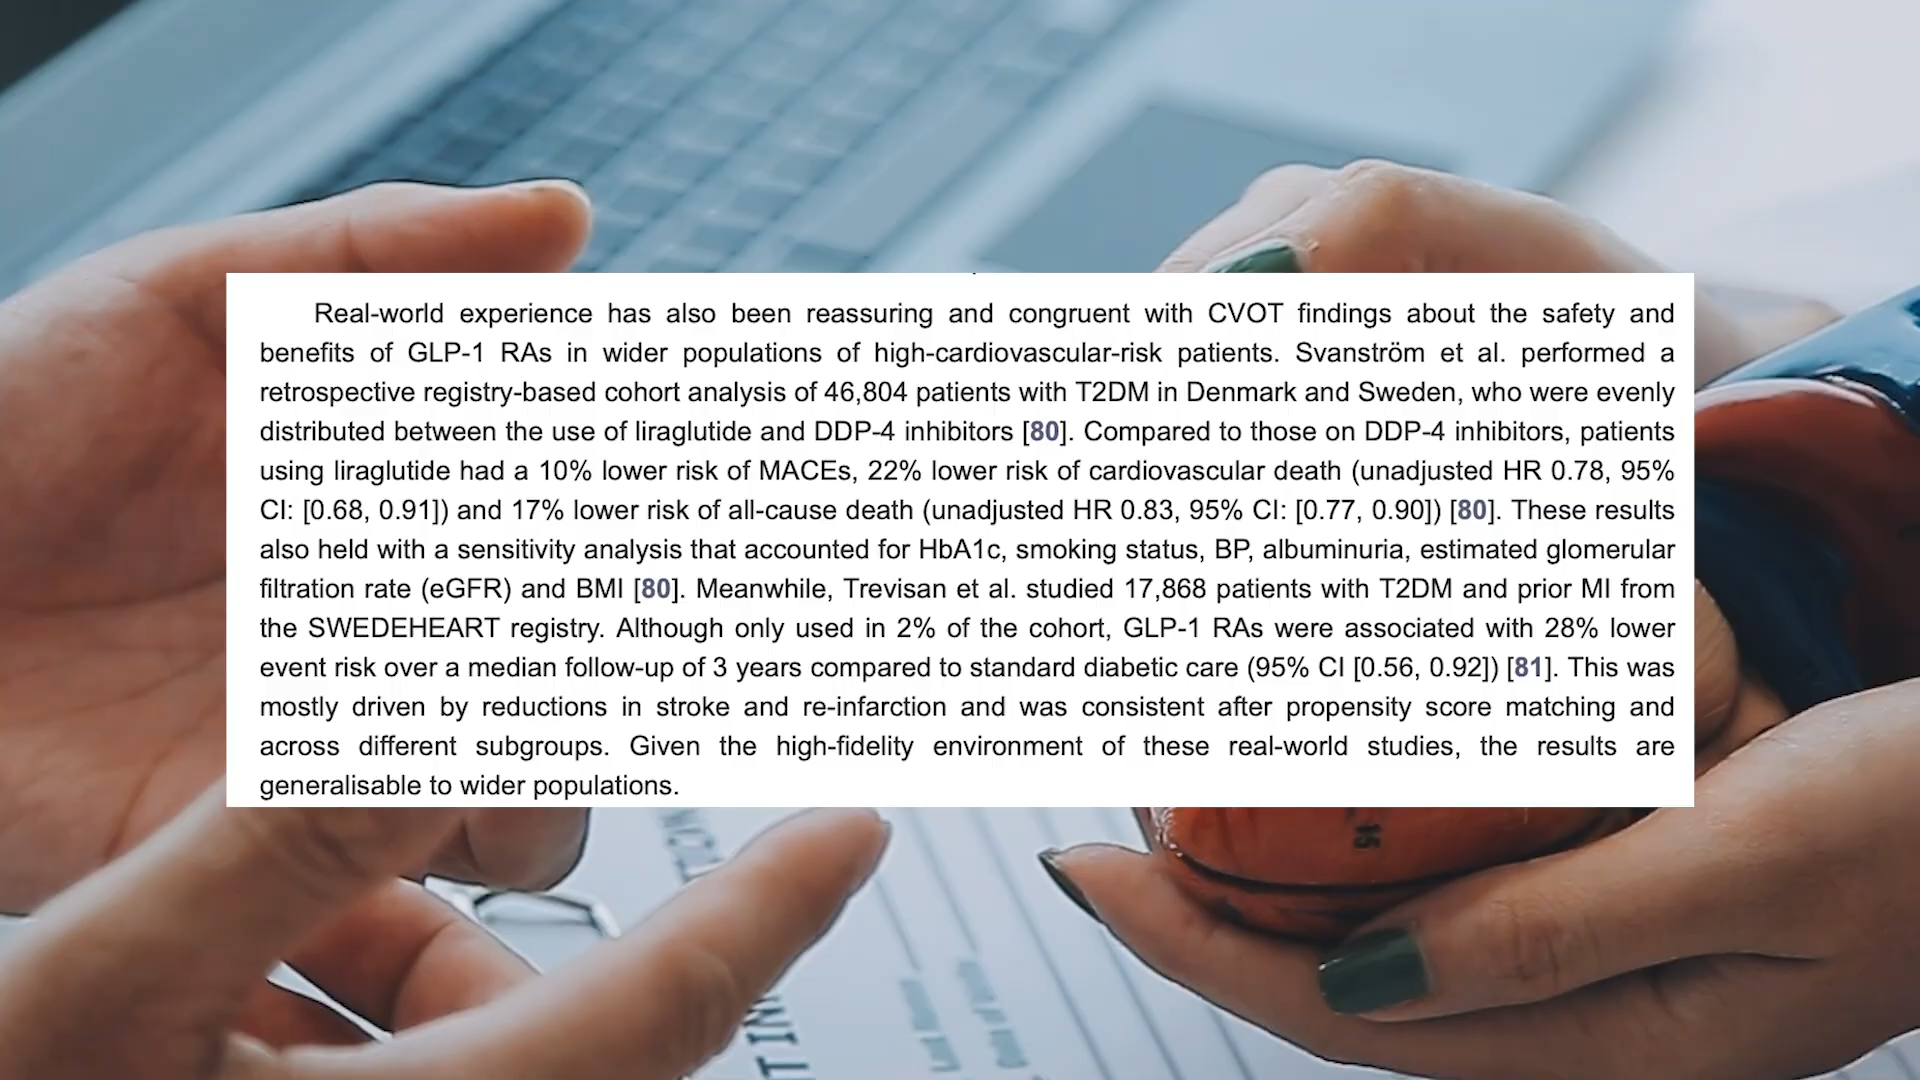 Real-world experience has also been reassuring and congruent with CVOT findings about the safety and
benefits of GLP-1 RAs in wider populations of high-cardiovascular-risk patients. Svanström et al. performed a
retrospective registry-based cohort analysis of 46,804 patients with T2DM in Denmark and Sweden, who were evenly
distributed between the use of liraglutide and DDP-4 inhibitors [80]. Compared to those on DDP-4 inhibitors, patients
using liraglutide had a 10% lower risk of MACEs, 22% lower risk of cardiovascular death (unadjusted HR 0.78, 95%
CI: [0.68, 0.91]) and 17% lower risk of all-cause death (unadjusted HR 0.83, 95% CI: [0.77, 0.90]) [80]. These results
also held with a sensitivity analysis that accounted for HbA1c, smoking status, BP, albuminuria, estimated glomerular
filtration rate (eGFR) and BMI [80]. Meanwhile, Trevisan et al. studied 17,868 patients with T2DM and prior MI from
the SWEDEHEART registry. Although only used in 2% of the cohort, GLP-1 RAs were associated with 28% lower
event risk over a median follow-up of 3 years compared to standard diabetic care (95% CI [0.56, 0.92]) [81]. This was
mostly driven by reductions in stroke and re-infarction and was consistent after propensity score matching and
across different subgroups. Given the high-fidelity environment of these real-world studies, the results are
generalisable to wider populations.
15